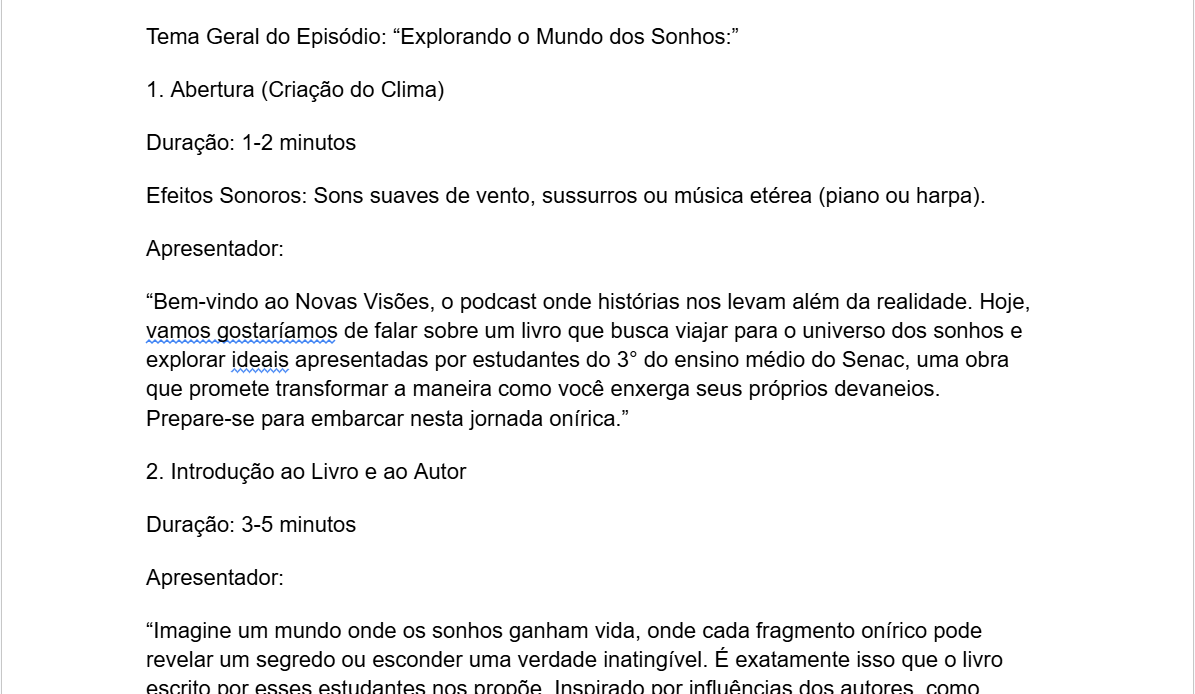 Tema Geral do Episódio: “Explorando o Mundo dos Sonhos:”
1. Abertura (Criação do Clima)
Duração: 1-2 minutos
Efeitos Sonoros: Sons suaves de vento, sussurros ou música etérea (piano ou harpa).
Apresentador:
“Bem-vindo ao Novas Visões, o podcast onde histórias nos levam além da realidade. Hoje,
vamos gostaríamos de falar sobre um livro que busca viajar para o universo dos sonhos e
explorar ideais apresentadas por estudantes do 3° do ensino médio do Senac, uma obra
que promete transformar a maneira como você enxerga seus próprios devaneios.
Prepare-se para embarcar nesta jornada onírica.”
2. Introdução ao Livro e ao Autor
Duração: 3-5 minutos
Apresentador:
“Imagine um mundo onde os sonhos ganham vida, onde cada fragmento onírico pode
revelar um segredo ou esconder uma verdade inatingível. É exatamente isso que o livro
escrito por esses estudantes nos propõe. Inspirado por influências dos autores, como